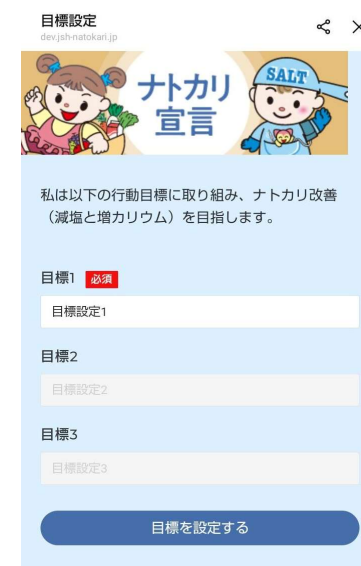 目標設定
dev.jsh-natokari.jp
ナトカリ
宣言
SALT
私は以下の行動目標に取り組み、ナトカリ改善
（減塩と増カリウム）を目指します。
目標1 必須
目標設定1
目標2
目標設定2
目標3
目標設定3
目標を設定する